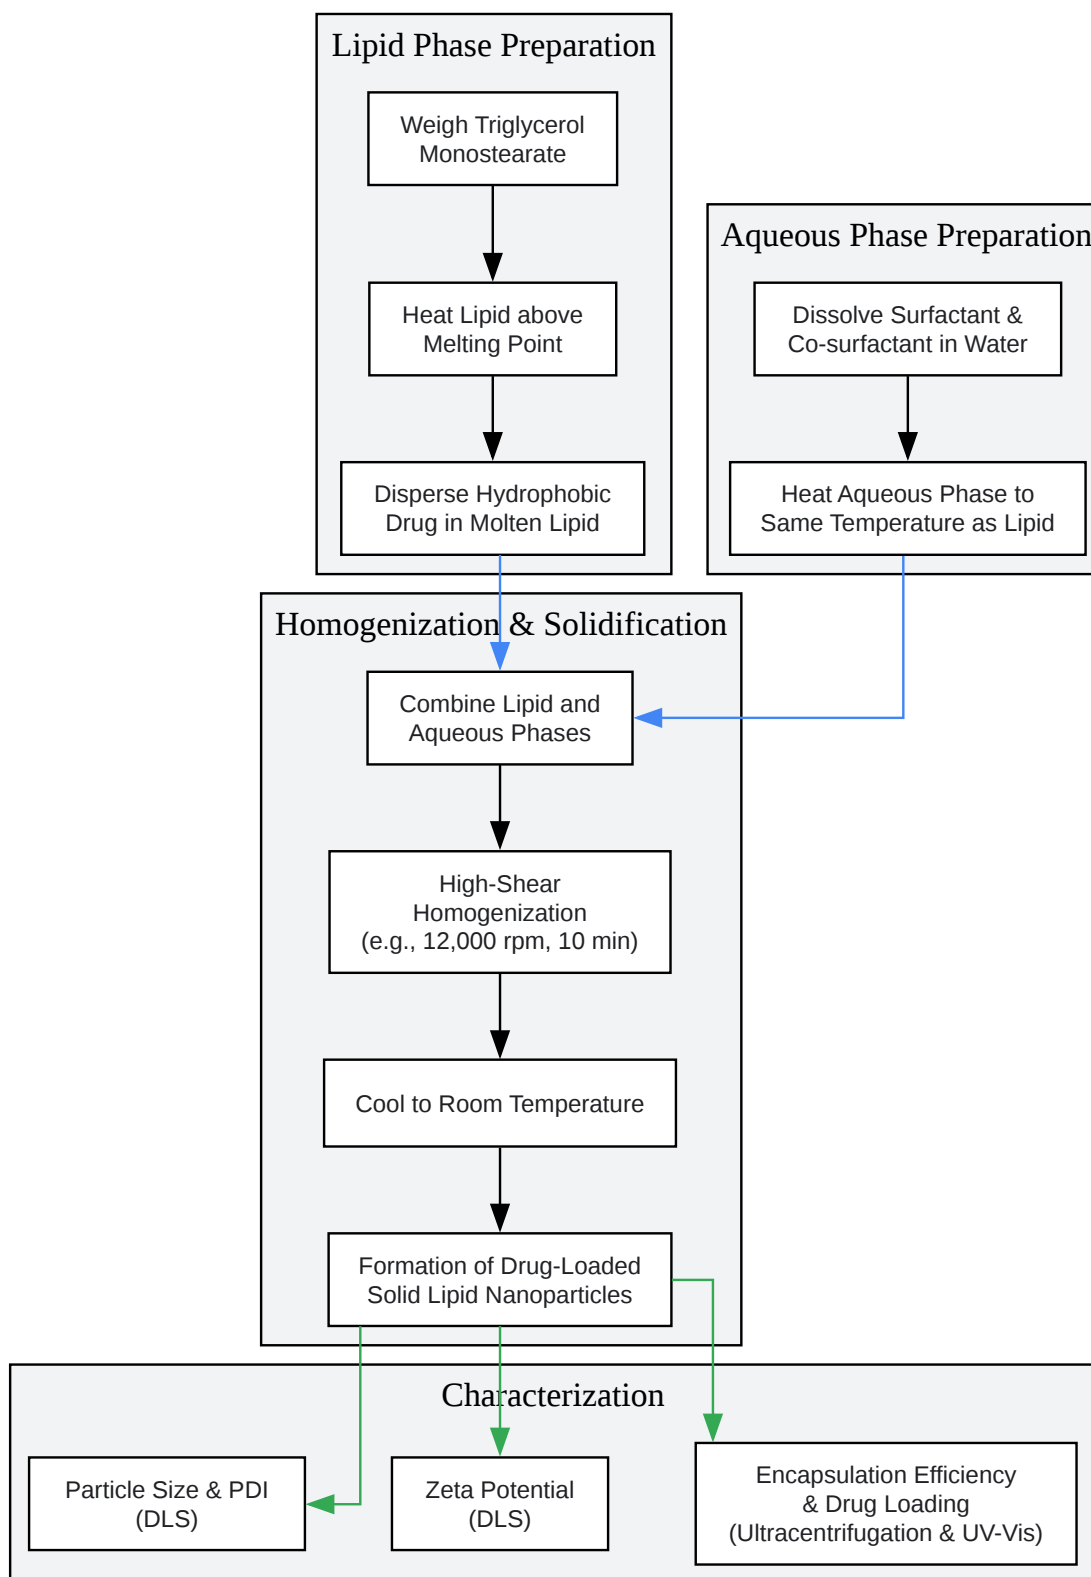 Lipid Phase Preparation
Weigh Triglycerol
Monostearate
Heat Lipid above
Melting Point
Disperse Hydrophobic
Drug in Molten Lipid
Aqueous Phase Preparation
Dissolve Surfactant &
Co-surfactant in Water
Heat Aqueous Phase to
Same Temperature as Lipid
Homogenization & Solidification
Combine Lipid and
Aqueous Phases
High-Shear
Homogenization
(e.g., 12,000 rpm, 10 min)
Cool to Room Temperature
Formation of Drug-Loaded
Solid Lipid Nanoparticles
Characterization
Particle Size & PDI
(DLS)
Zeta Potential
(DLS)
Encapsulation Efficiency
& Drug Loading
(Ultracentrifugation & UV-Vis)